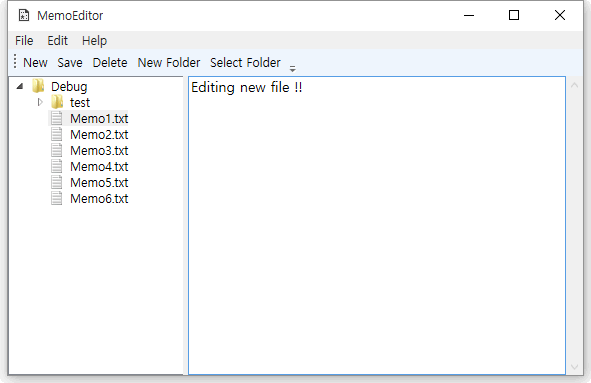 MemoEditor
File Edit Help
New Save Delete New Folder Select Folder
Debug
test
Memo1.txt
Memo2.txt
Memo3.txt
Memo4.txt
Memo5.txt
Memo6.txt
Editing new file !!